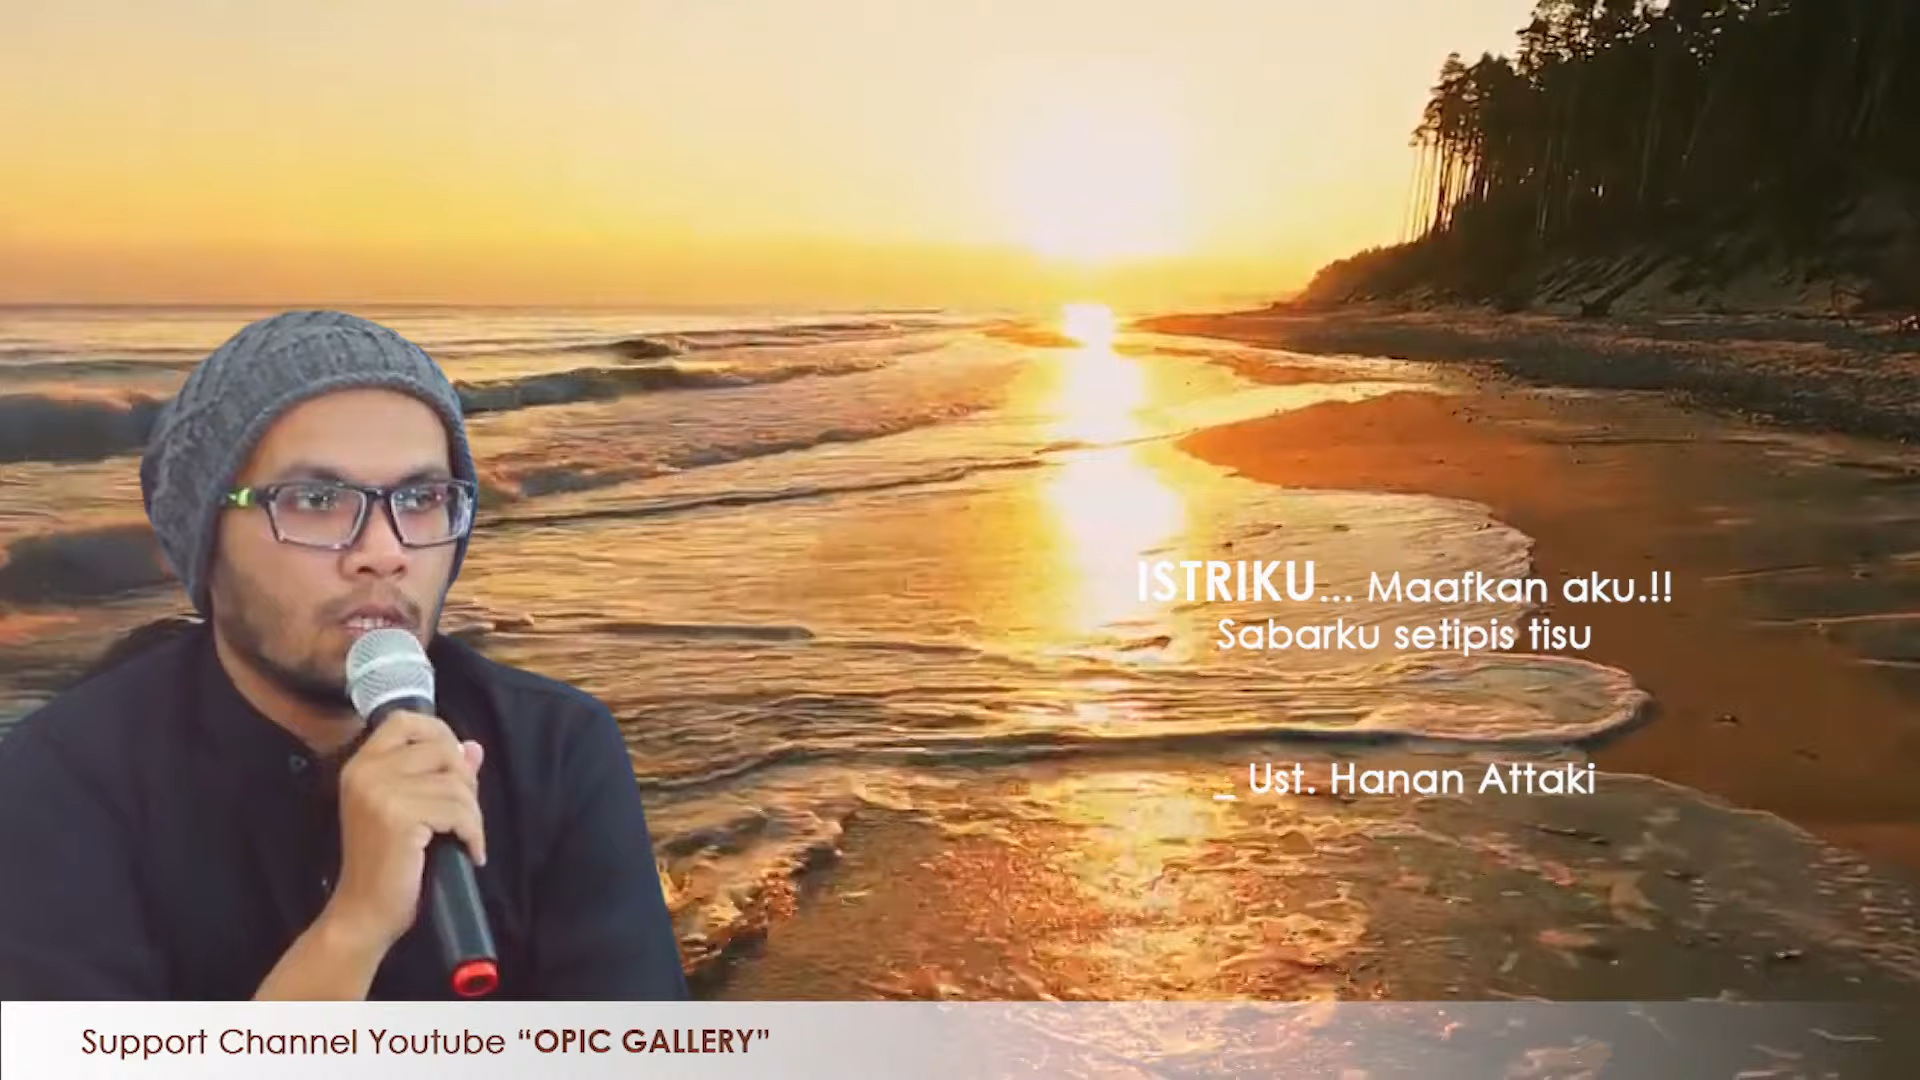 ISTRIKU... Maafkan aku.!!
Sabarku setipis tisu
_ Ust. Hanan Attaki
Support Channel Youtube “OPIC GALLERY”